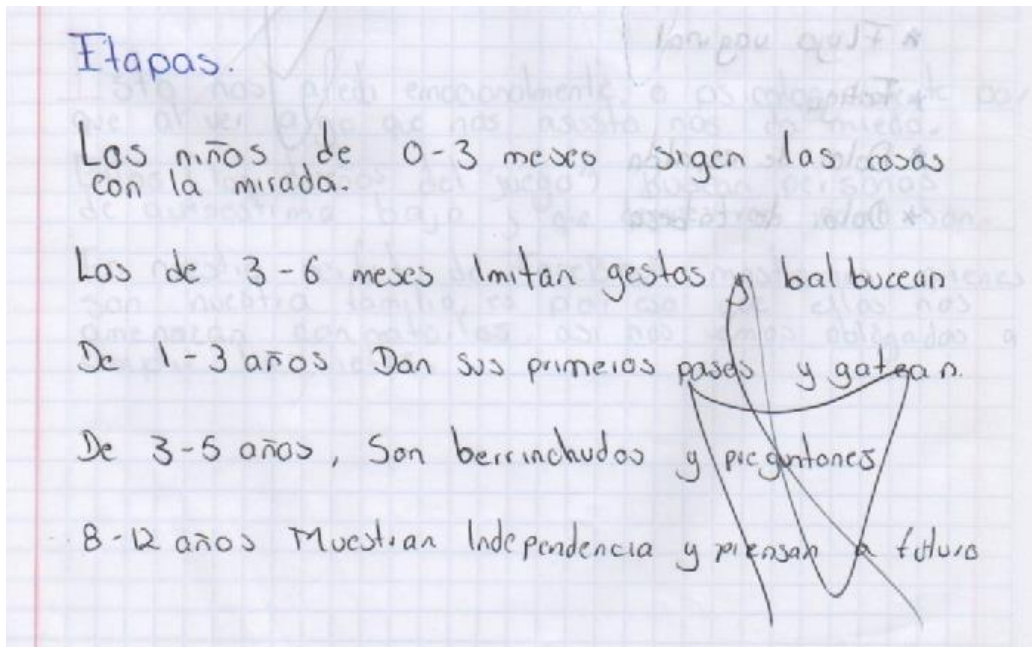 Etapas.
Los niños de 0-3 meses sigen las cosas
con la mirada.
Los de 3-6 meses Imitan gestos y balbucean
De 1-3 años Dan sus primeros pasos y gatean.
De 3-5 años, Son berrinchudos y preguntones
8-12 años Muestran Independencia y piensan a futuro